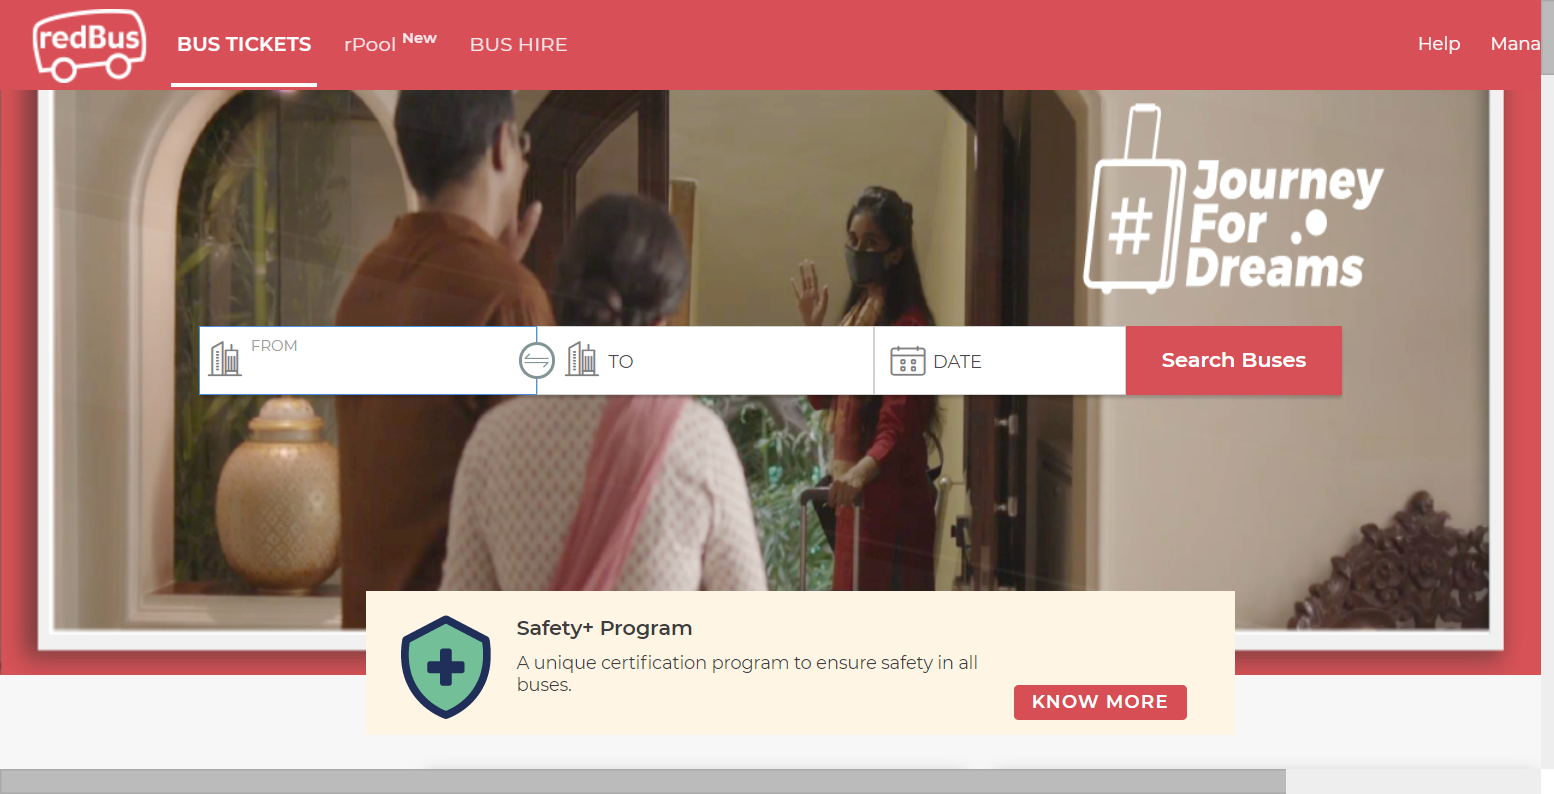 redBus
BUS TICKETS
rPool New
BUS HIRE
Help
Mana
#
Journey
For
Dreams
FROM
TO
DATE
Search Buses
Safety+ Program
A unique certification program to ensure safety in all
buses.
KNOW MORE